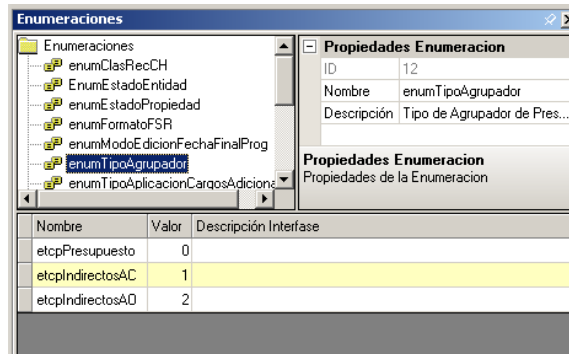 Enumeraciones
Enumeraciones
enumClasRecCH
EnumEstadoEntidad
enumEstadoPropiedad
enumFormatoFSR
enumModoEdicionFechaFinalProg
enumTipoAgrupador
enumTipoAplicacionCargosAdiciona
Propiedades Enumeracion
ID 12
Nombre enumTipoAgrupador
Descripción Tipo de Agrupador de Pres...
Propiedades Enumeracion
Propiedades de la Enumeracion
Nombre Valor Descripción Interfase
etcpPresupuesto 0
etcpIndirectosAC 1
etcpIndirectosAO 2